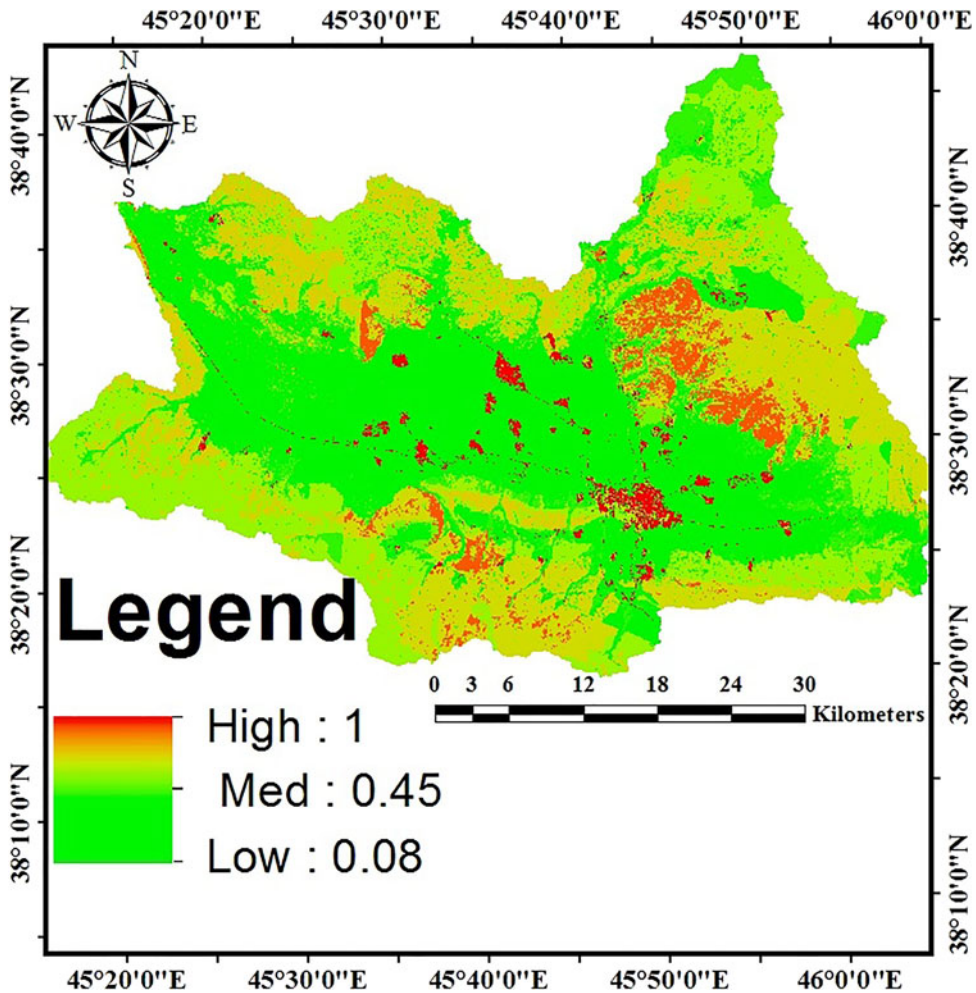 45°20'0"E 45°30'0"E 45°40'0"E 45°50'0"E 46°0'0"E
N
W E
S
38°40'0"N
38°30'0"N
38°20'0"N
38°10'0"N
38°40'0"N
38°30'0"N
38°20'0"N
38°10'0"N
Legend
0 3 6 12 18 24 30
Kilometers
High : 1
Med : 0.45
Low : 0.08
45°20'0"E 45°30'0"E 45°40'0"E 45°50'0"E 46°0'0"E